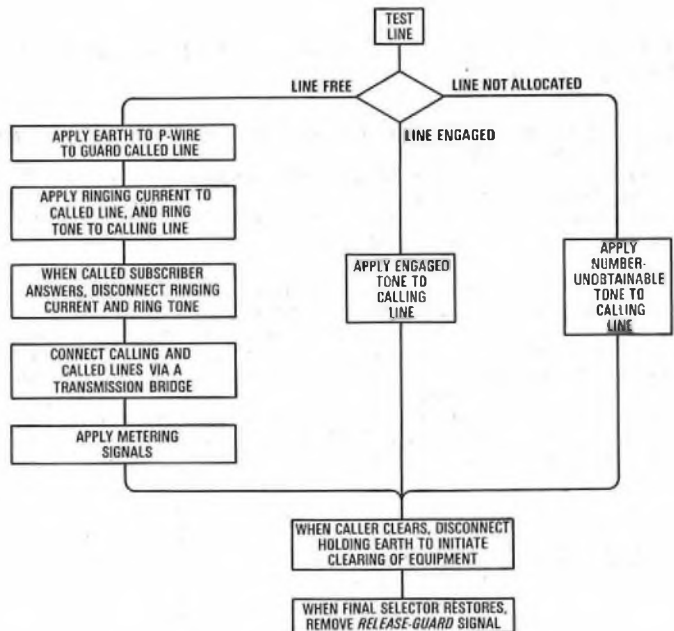 TEST
LINE
LINE FREE
LINE NOT ALLOCATED
LINE ENGAGED
APPLY EARTH TO P-WIRE
TO GUARD CALLED LINE
APPLY RINGING CURRENT TO
CALLED LINE, AND RING
TONE TO CALLING LINE
WHEN CALLED SUBSCRIBER
ANSWERS, DISCONNECT RINGING
CURRENT AND RING TONE
CONNECT CALLING AND
CALLED LINES VIA A
TRANSMISSION BRIDGE
APPLY METERING
SIGNALS
APPLY ENGAGED
TONE TO
CALLING
LINE
APPLY
NUMBER-
UNOBTAINABLE
TONE TO
CALLING
LINE
WHEN CALLER CLEARS, DISCONNECT
HOLDING EARTH TO INITIATE
CLEARING OF EQUIPMENT
WHEN FINAL SELECTOR RESTORES,
REMOVE RELEASE-GUARD SIGNAL